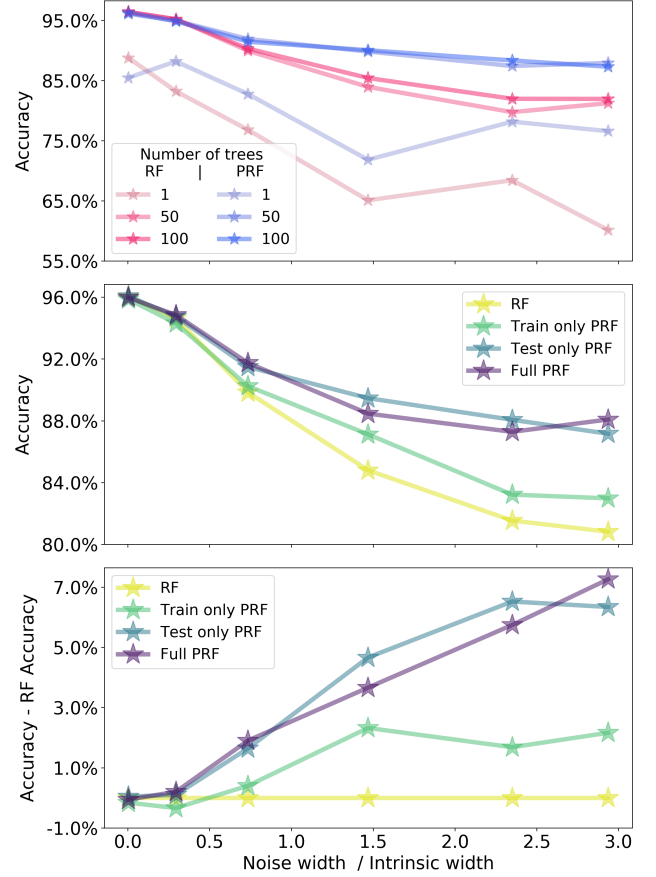 95.0%
85.0%
75.0%
65.0%
55.0%
Accuracy
Number of trees
RF | PRF
1 1
50 50
100 100
96.0%
92.0%
88.0%
84.0%
80.0%
Accuracy
RF
Train only PRF
Test only PRF
Full PRF
7.0%
5.0%
3.0%
1.0%
-1.0%
Accuracy - RF Accuracy
RF
Train only PRF
Test only PRF
Full PRF
0.0 0.5 1.0 1.5 2.0 2.5 3.0
Noise width / Intrinsic width